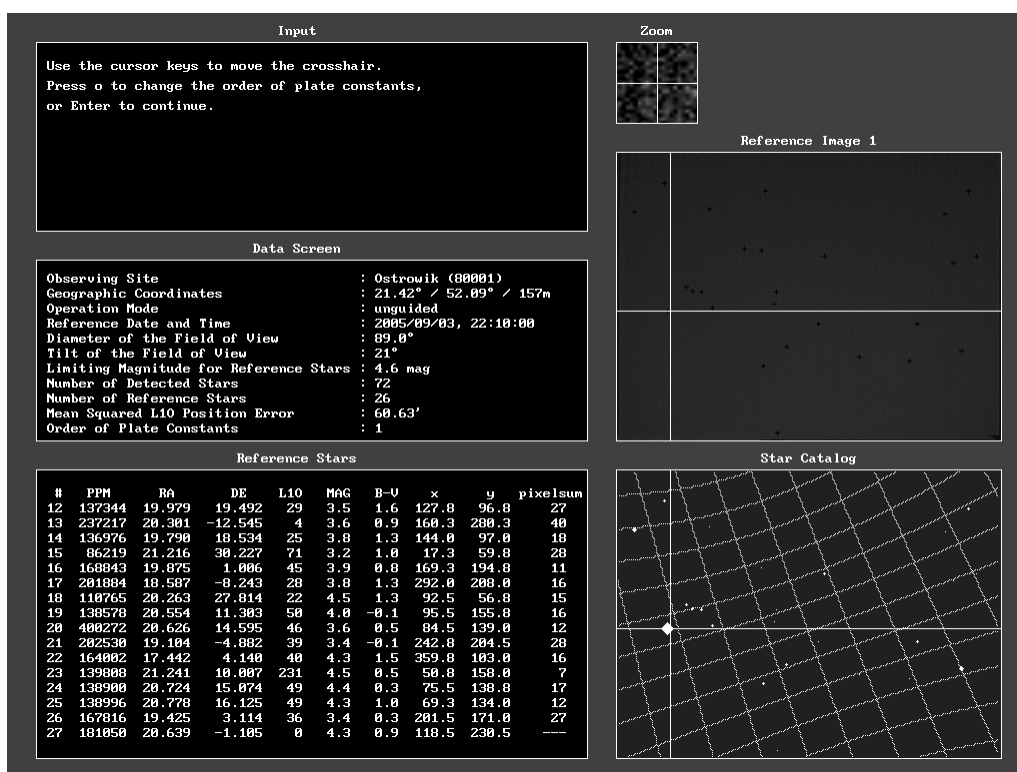 Input
Use the cursor keys to move the crosshair.
Press o to change the order of plate constants,
or Enter to continue.
Zoom
Reference Image 1
Data Screen
Observing Site : Ostrowik (80001)
Geographic Coordinates : 21.42° / 52.09° / 157m
Operation Mode : unguided
Reference Date and Time : 2005/09/03, 22:10:00
Diameter of the Field of View : 89.0°
Tilt of the Field of View : 21°
Limiting Magnitude for Reference Stars : 4.6 mag
Number of Detected Stars : 72
Number of Reference Stars : 26
Mean Squared L10 Position Error : 60.63'
Order of Plate Constants : 1
Reference Stars
# PPM RA DE L10 MAG B-V x y pixelsum
12 137344 19.979 19.492 29 3.5 1.6 127.8 96.8 27
13 237217 20.301 -12.545 4 3.6 0.9 160.3 280.3 40
14 136976 19.790 18.534 25 3.8 1.3 144.0 97.0 18
15 86219 21.216 30.227 71 3.2 1.0 17.3 59.8 28
16 168843 19.875 1.006 45 3.9 0.8 169.3 194.8 11
17 201884 18.587 -8.243 28 3.8 1.3 292.0 208.0 16
18 110765 20.263 27.814 22 4.5 1.3 92.5 56.8 15
19 138578 20.554 11.303 50 4.0 -0.1 95.5 155.8 16
20 400272 20.626 14.595 46 3.6 0.5 84.5 139.0 12
21 202530 19.104 -4.882 39 3.4 -0.1 242.8 204.5 28
22 164002 17.442 4.140 40 4.3 1.5 359.8 103.0 16
23 139808 21.241 10.007 231 4.5 0.5 50.8 158.0 7
24 138900 20.724 15.074 49 4.4 0.3 75.5 138.8 17
25 138996 20.778 16.125 49 4.3 1.0 69.3 134.0 12
26 167816 19.425 3.114 36 3.4 0.3 201.5 171.0 27
27 181050 20.639 -1.105 0 4.3 0.9 118.5 230.5 ---
Star Catalog